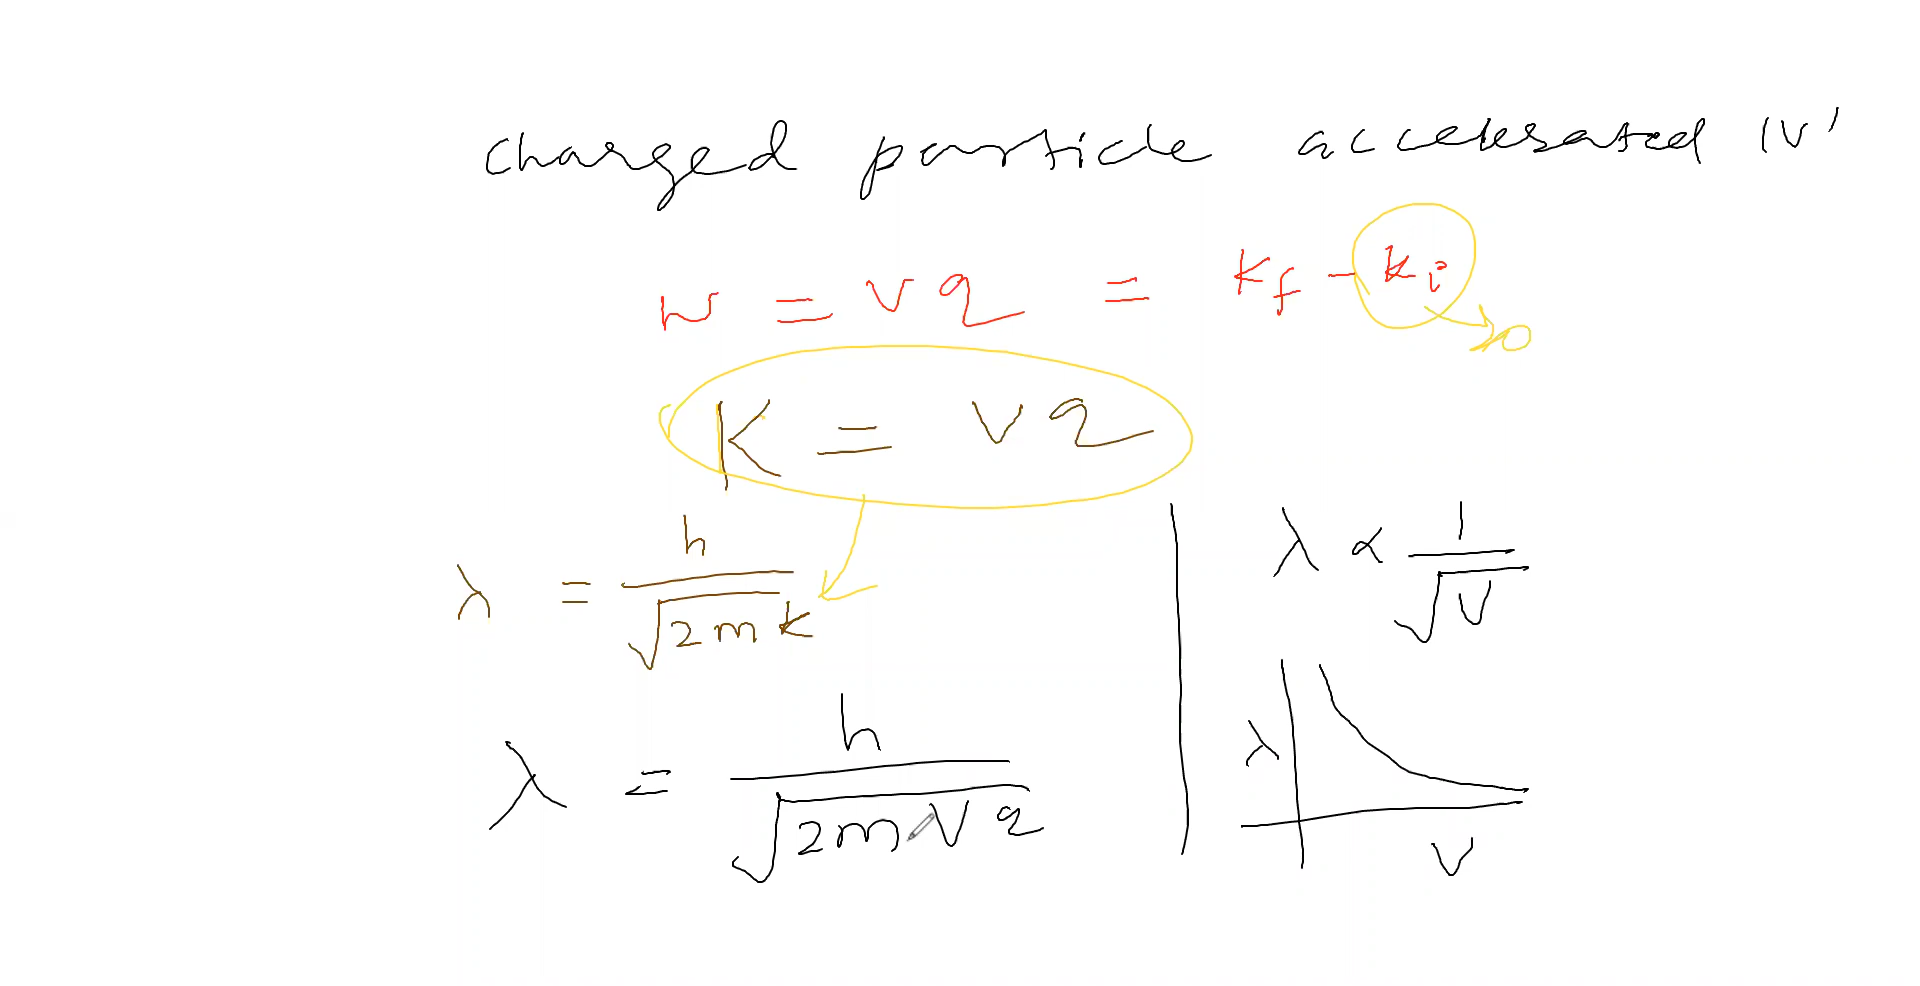 charged particle accelerated 'V'
W = Vq = Kf - Ki → 0
K = Vq
λ = h / √2mK
λ = h / √2mVq
λ ∝ 1 / √V
λ
V